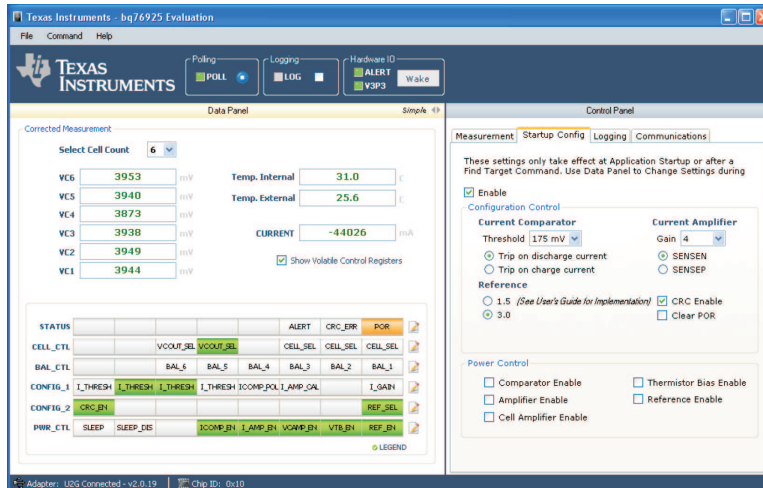 Texas Instruments - bq76925 Evaluation
File Command Help
TEXAS INSTRUMENTS
Polling
POLL
Logging
LOG
Hardware IO
ALERT
V3P3
Wake
Data Panel
Simple
Corrected Measurement
Select Cell Count 6
VC6 3953 mV
VC5 3940 mV
VC4 3873 mV
VC3 3938 mV
VC2 3949 mV
VC1 3944 mV
Temp. Internal 31.0 C
Temp. External 25.6 C
CURRENT -44026 mA
Show Volatile Control Registers
STATUS ALERT CRC_ERR POR
CELL_CTL VCOUT_SEL VCOUT_SEL CELL_SEL CELL_SEL CELL_SEL
BAL_CTL BAL_6 BAL_5 BAL_4 BAL_3 BAL_2 BAL_1
CONFIG_1 I_THRESH I_THRESH I_THRESH I_THRESH ICOMP_POL I_AMP_CAL I_GAIN
CONFIG_2 CRC_EN REF_SEL
PWR_CTL SLEEP SLEEP_DIS ICOMP_EN I_AMP_EN VCAMP_EN VTB_EN REF_EN
LEGEND
Control Panel
Measurement Startup Config Logging Communications
These settings only take effect at Application Startup or after a
Find Target Command. Use Data Panel to Change Settings during
Enable
Configuration Control
Current Comparator
Threshold 175 mV
Trip on discharge current
Trip on charge current
Current Amplifier
Gain 4
SENSEN
SENSEP
Reference
1.5 (See User's Guide for Implementation)
3.0
CRC Enable
Clear POR
Power Control
Comparator Enable
Amplifier Enable
Cell Amplifier Enable
Thermistor Bias Enable
Reference Enable
Adapter: U2G Connected - v2.0.19 Chip ID: 0x10